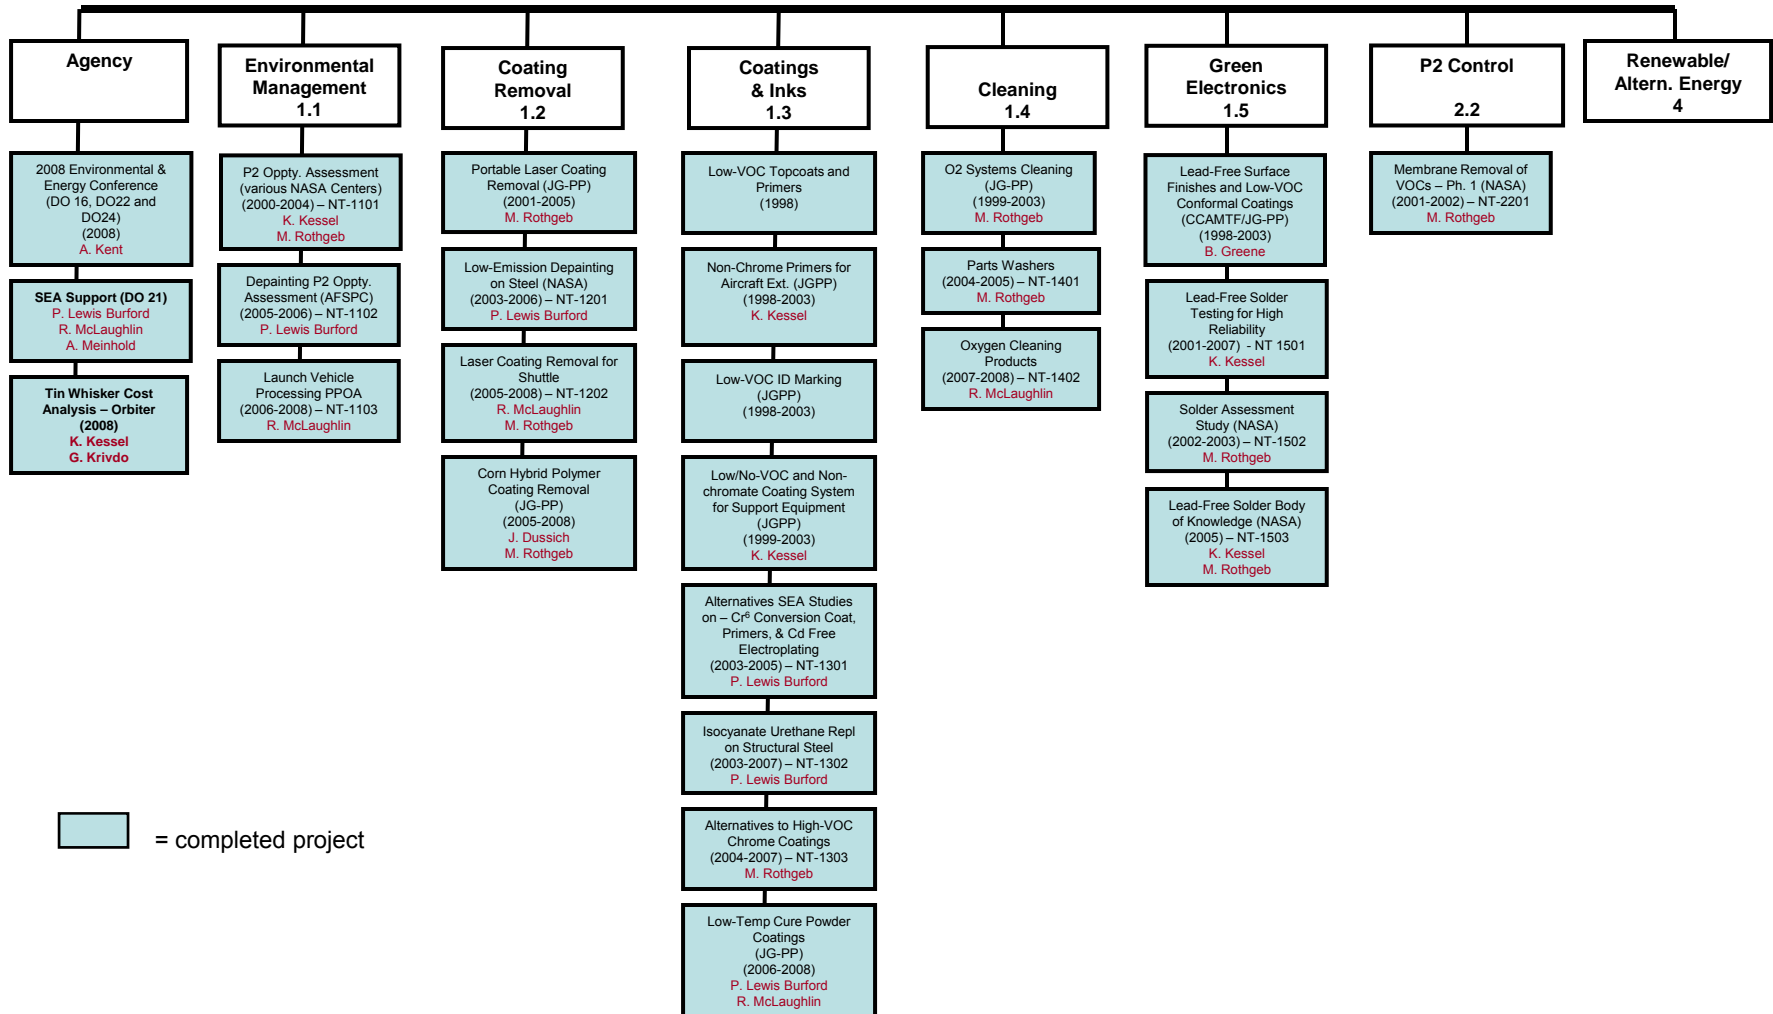 Agency
2008 Environmental &
Energy Conference
(DO 16, DO22 and
DO24)
(2008)
A. Kent
SEA Support (DO 21)
P. Lewis Burford
R. McLaughlin
A. Meinhold
Tin Whisker Cost
Analysis – Orbiter
(2008)
K. Kessel
G. Krivdo
Environmental
Management
1.1
P2 Oppty. Assessment
(various NASA Centers)
(2000-2004) – NT-1101
K. Kessel
M. Rothgeb
Depainting P2 Oppty.
Assessment (AFSPC)
(2005-2006) – NT-1102
P. Lewis Burford
Launch Vehicle
Processing PPOA
(2006-2008) – NT-1103
R. McLaughlin
Coating
Removal
1.2
Portable Laser Coating
Removal (JG-PP)
(2001-2005)
M. Rothgeb
Low-Emission Depainting
on Steel (NASA)
(2003-2006) – NT-1201
P. Lewis Burford
Laser Coating Removal for
Shuttle
(2005-2008) – NT-1202
R. McLaughlin
M. Rothgeb
Corn Hybrid Polymer
Coating Removal
(JG-PP)
(2005-2008)
J. Dussich
M. Rothgeb
Coatings
& Inks
1.3
Low-VOC Topcoats and
Primers
(1998)
Non-Chrome Primers for
Aircraft Ext. (JGPP)
(1998-2003)
K. Kessel
Low-VOC ID Marking
(JGPP)
(1998-2003)
Low/No-VOC and Non-
chromate Coating System
for Support Equipment
(JGPP)
(1999-2003)
K. Kessel
Alternatives SEA Studies
on – Cr⁶ Conversion Coat,
Primers, & Cd Free
Electroplating
(2003-2005) – NT-1301
P. Lewis Burford
Isocyanate Urethane Repl
on Structural Steel
(2003-2007) – NT-1302
P. Lewis Burford
Alternatives to High-VOC
Chrome Coatings
(2004-2007) – NT-1303
M. Rothgeb
Low-Temp Cure Powder
Coatings
(JG-PP)
(2006-2008)
P. Lewis Burford
R. McLaughlin
Cleaning
1.4
O2 Systems Cleaning
(JG-PP)
(1999-2003)
M. Rothgeb
Parts Washers
(2004-2005) – NT-1401
M. Rothgeb
Oxygen Cleaning
Products
(2007-2008) – NT-1402
R. McLaughlin
Green
Electronics
1.5
Lead-Free Surface
Finishes and Low-VOC
Conformal Coatings
(CCAMTF/JG-PP)
(1998-2003)
B. Greene
Lead-Free Solder
Testing for High
Reliability
(2001-2007) - NT 1501
K. Kessel
Solder Assessment
Study (NASA)
(2002-2003) – NT-1502
M. Rothgeb
Lead-Free Solder Body
of Knowledge (NASA)
(2005) – NT-1503
K. Kessel
M. Rothgeb
P2 Control
2.2
Membrane Removal of
VOCs – Ph. 1 (NASA)
(2001-2002) – NT-2201
M. Rothgeb
Renewable/
Altern. Energy
4
= completed project